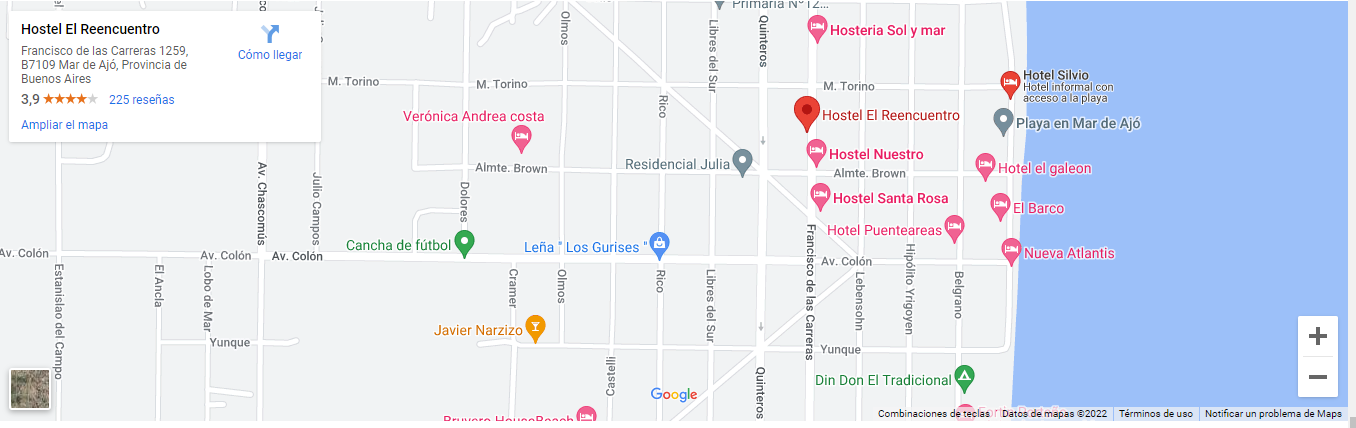 Hostel El Reencuentro
Francisco de las Carreras 1259,
B7109 Mar de Ajó, Provincia de
Buenos Aires
Cómo llegar
3,9
225 reseñas
Ampliar el mapa
Primaria Nº12...
Olmos
Libres del Sur
Quinteros
Hosteria Sol y mar
M. Torino
M. Torino
M. Torino
Hotel Silvio
Hotel informal con
acceso a la playa
Rico
Verónica Andrea costa
Hostel El Reencuentro
Playa en Mar de Ajó
Hostel Nuestro
Residencial Julia
Almte. Brown
Almte. Brown
Hotel el galeon
Av. Chascomús
Julio Campos
Dolores
Hostel Santa Rosa
El Barco
Hotel Puenteareas
Cancha de fútbol
Leña " Los Gurises "
Av. Colón
Av. Colón
Av. Colón
Av. Colón
Nueva Atlantis
Estanislao del Campo
El Ancla
Lobo de Mar
Cramer
Olmos
Rico
Libres del Sur
Francisco de las Carreras
Lebensohn
Hipólito Yrigoyen
Belgrano
Javier Narzizo
Yunque
Yunque
Castelli
Quinteros
Din Don El Tradicional
Google
Bruyero HouseBeach
Combinaciones de teclas
Datos de mapas ©2022
Términos de uso
Notificar un problema de Maps